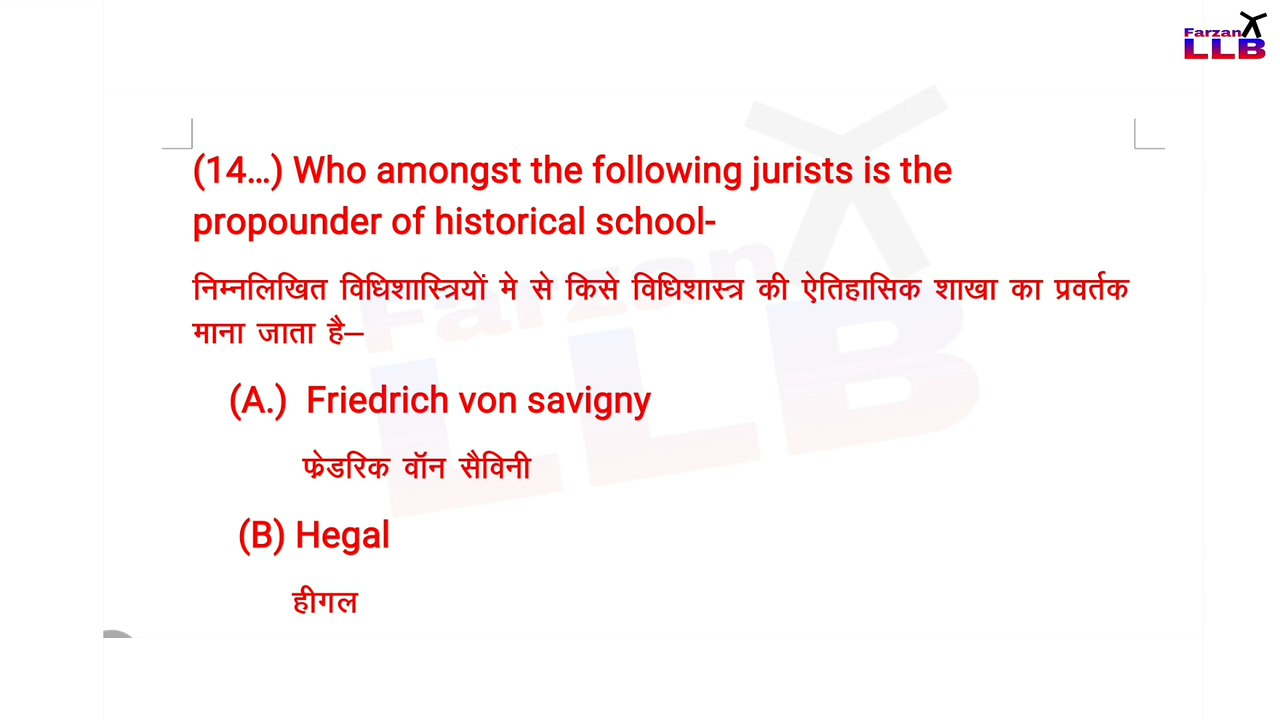 Farzan
LLB
(14...) Who amongst the following jurists is the
propounder of historical school-
निम्नलिखित विधिशास्त्रियों मे से किसे विधिशास्त्र की ऐतिहासिक शाखा का प्रवर्तक
माना जाता है–
(A.) Friedrich von savigny
फ्रेडरिक वॉन सैविनी
(B) Hegal
हीगल